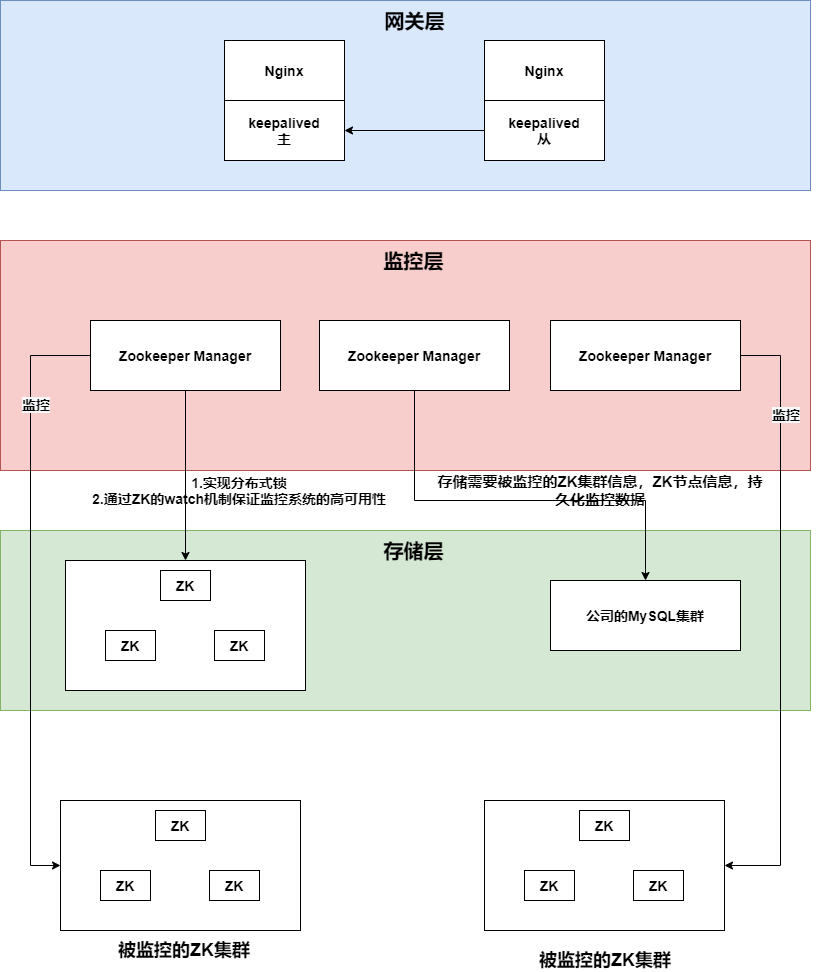 网关层
Nginx
Nginx
keepalived
主
keepalived
从
监控层
Zookeeper Manager
Zookeeper Manager
Zookeeper Manager
监控
监控
1.实现分布式锁
2.通过ZK的watch机制保证监控系统的高可用性
存储需要被监控的ZK集群信息，ZK节点信息，持
久化监控数据
存储层
ZK
ZK
ZK
公司的MySQL集群
ZK
ZK
ZK
被监控的ZK集群
ZK
ZK
ZK
被监控的ZK集群